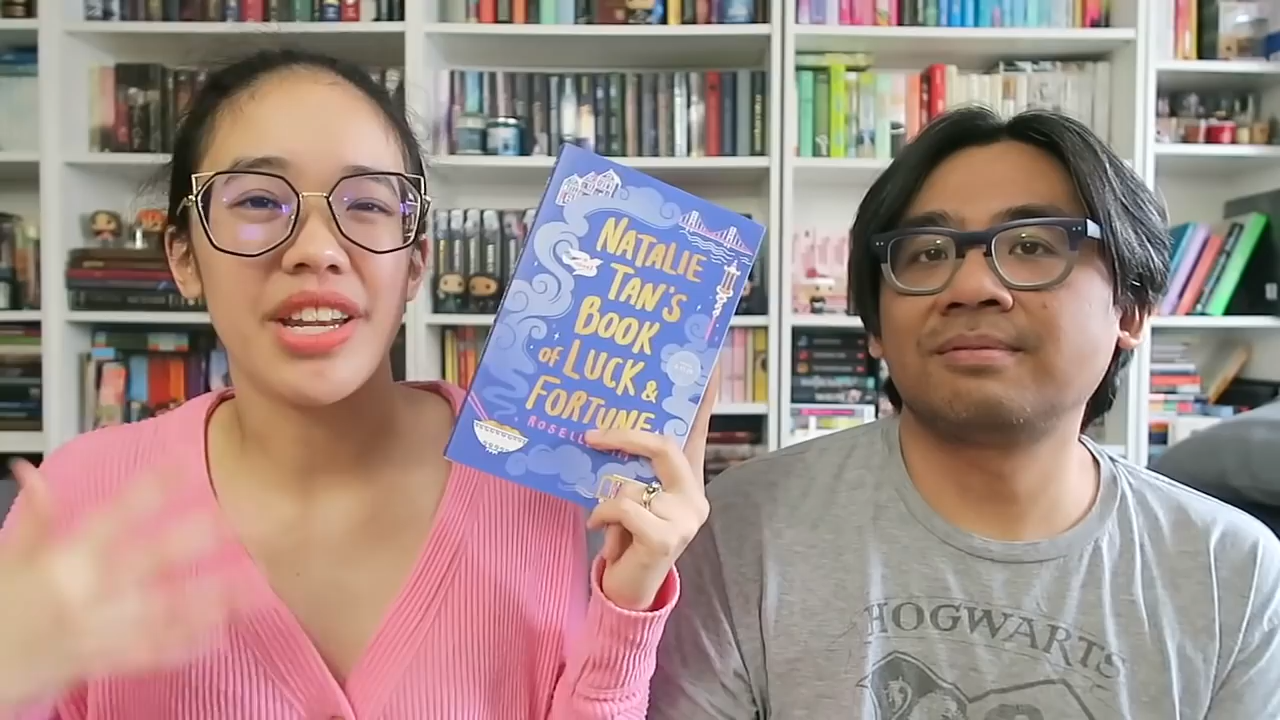 NATALIE
TAN'S
BOOK
OF LUCK &
FORTUNE
HOGWARTS